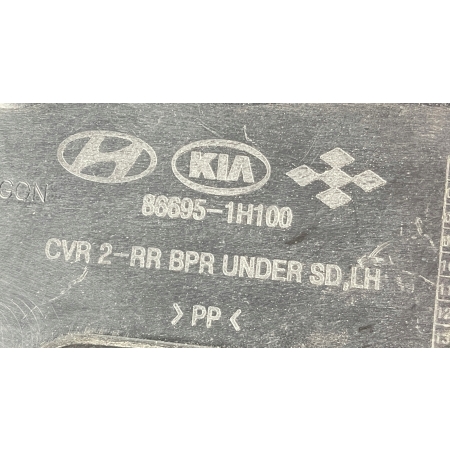 KIA
GON
86695-1H100
CVR 2-RR BPR UNDER SD,LH
>PP<